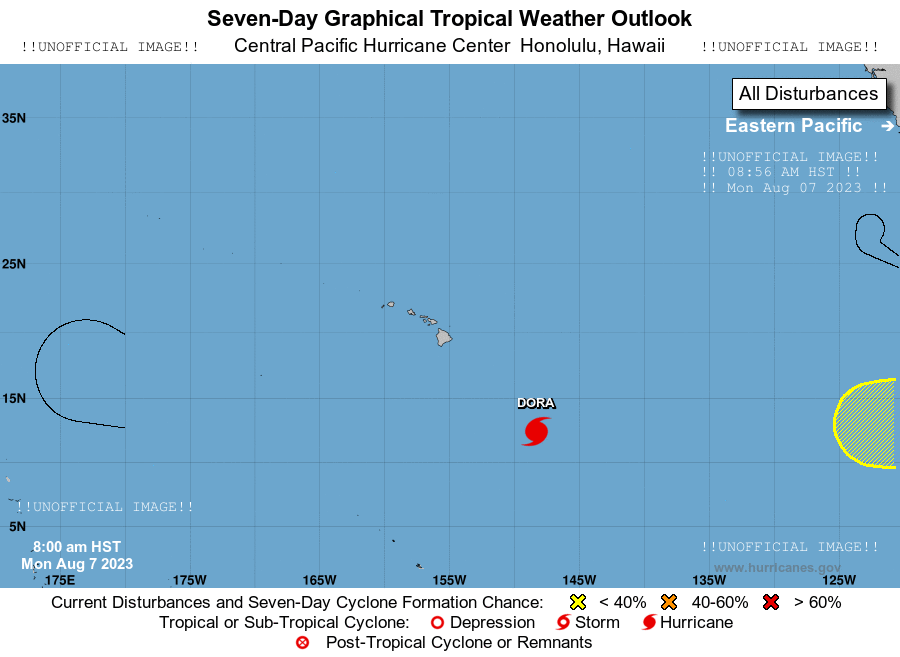 Seven-Day Graphical Tropical Weather Outlook
!!UNOFFICIAL IMAGE!! Central Pacific Hurricane Center Honolulu, Hawaii !!UNOFFICIAL IMAGE!!
All Disturbances
35N
Eastern Pacific →
!!UNOFFICIAL IMAGE!!
!! 08:56 AM HST !!
!! Mon Aug 07 2023 !!
25N
15N
DORA
!!UNOFFICIAL IMAGE!!
5N
8:00 am HST
Mon Aug 7 2023
!!UNOFFICIAL IMAGE!!
www.hurricanes.gov
175E 175W 165W 155W 145W 135W 125W
Current Disturbances and Seven-Day Cyclone Formation Chance: < 40% 40-60% > 60%
Tropical or Sub-Tropical Cyclone: Depression Storm Hurricane
Post-Tropical Cyclone or Remnants